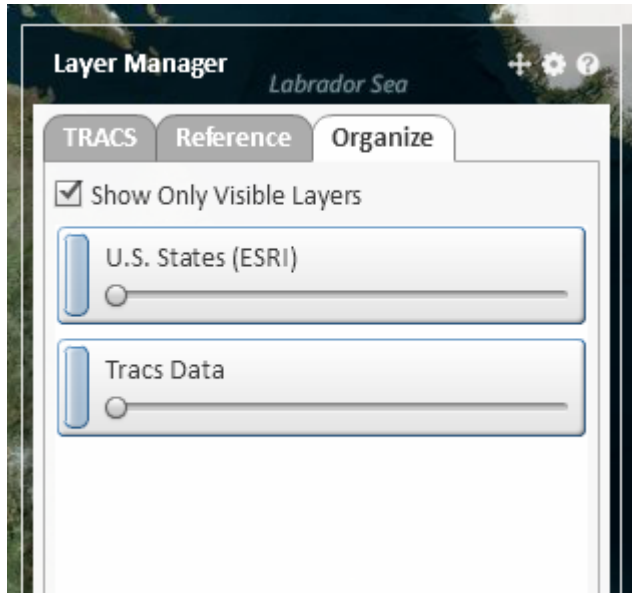 Layer Manager
Labrador Sea
TRACS Reference Organize
Show Only Visible Layers
U.S. States (ESRI)
Tracs Data